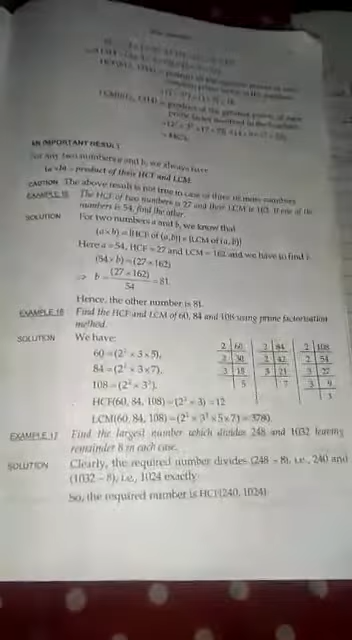 AN IMPORTANT RESULT
For any two numbers a and b, we always have
(a × b) = product of their HCF and LCM.
CAUTION The above result is not true in case of three or more numbers.
EXAMPLE 15 The HCF of two numbers is 27 and their LCM is 162. If one of the
numbers is 54, find the other.
SOLUTION For two numbers a and b, we know that
(a × b) = {HCF of (a, b)} × {LCM of (a, b)}
Here a = 54, HCF = 27 and LCM = 162 and we have to find b.
(54 × b) = (27 × 162)
⇒ b = (27 × 162) / 54 = 81.
Hence, the other number is 81.
EXAMPLE 16 Find the HCF and LCM of 60, 84 and 108 using prime factorisation
method.
SOLUTION We have:
60 = (2² × 3 × 5),
84 = (2² × 3 × 7),
108 = (2² × 3³).
HCF(60, 84, 108) = (2² × 3) = 12
LCM(60, 84, 108) = (2² × 3³ × 5 × 7) = 3780.
2 | 60
2 | 30
3 | 15
5
2 | 84
2 | 42
3 | 21
7
2 | 108
2 | 54
3 | 27
3 | 9
3
EXAMPLE 17 Find the largest number which divides 248 and 1032 leaving
remainder 8 in each case.
SOLUTION Clearly, the required number divides (248 − 8), i.e., 240 and
(1032 − 8), i.e., 1024 exactly.
So, the required number is HCF(240, 1024).